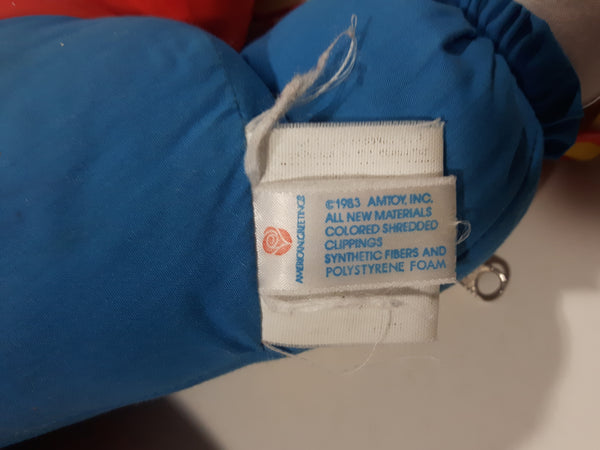 AMERICAN GREETINGS
©1983 AMTOY, INC.
ALL NEW MATERIALS
COLORED SHREDDED
CLIPPINGS
SYNTHETIC FIBERS AND
POLYSTYRENE FOAM